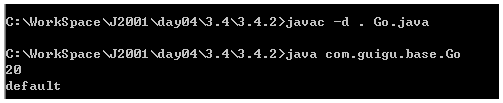 C:\WorkSpace\J2001\day04\3.4\3.4.2>javac -d . Go.java
C:\WorkSpace\J2001\day04\3.4\3.4.2>java com.guigu.base.Go
20
default